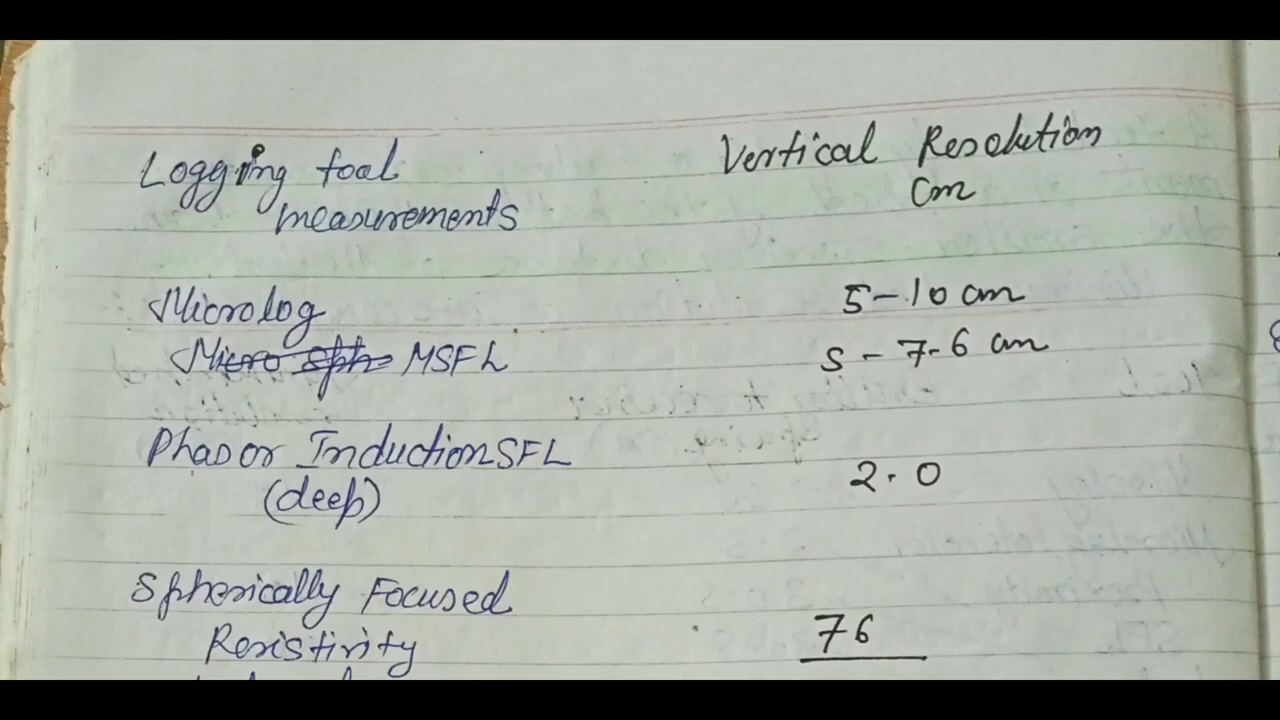 Logging tool Vertical Resolution
measurements cm
Microlog 5-10 cm
Micro sph MSFL 5 - 7.6 cm
Phasor Induction SFL
(deep) 2.0
Spherically Focused
Resistivity 76